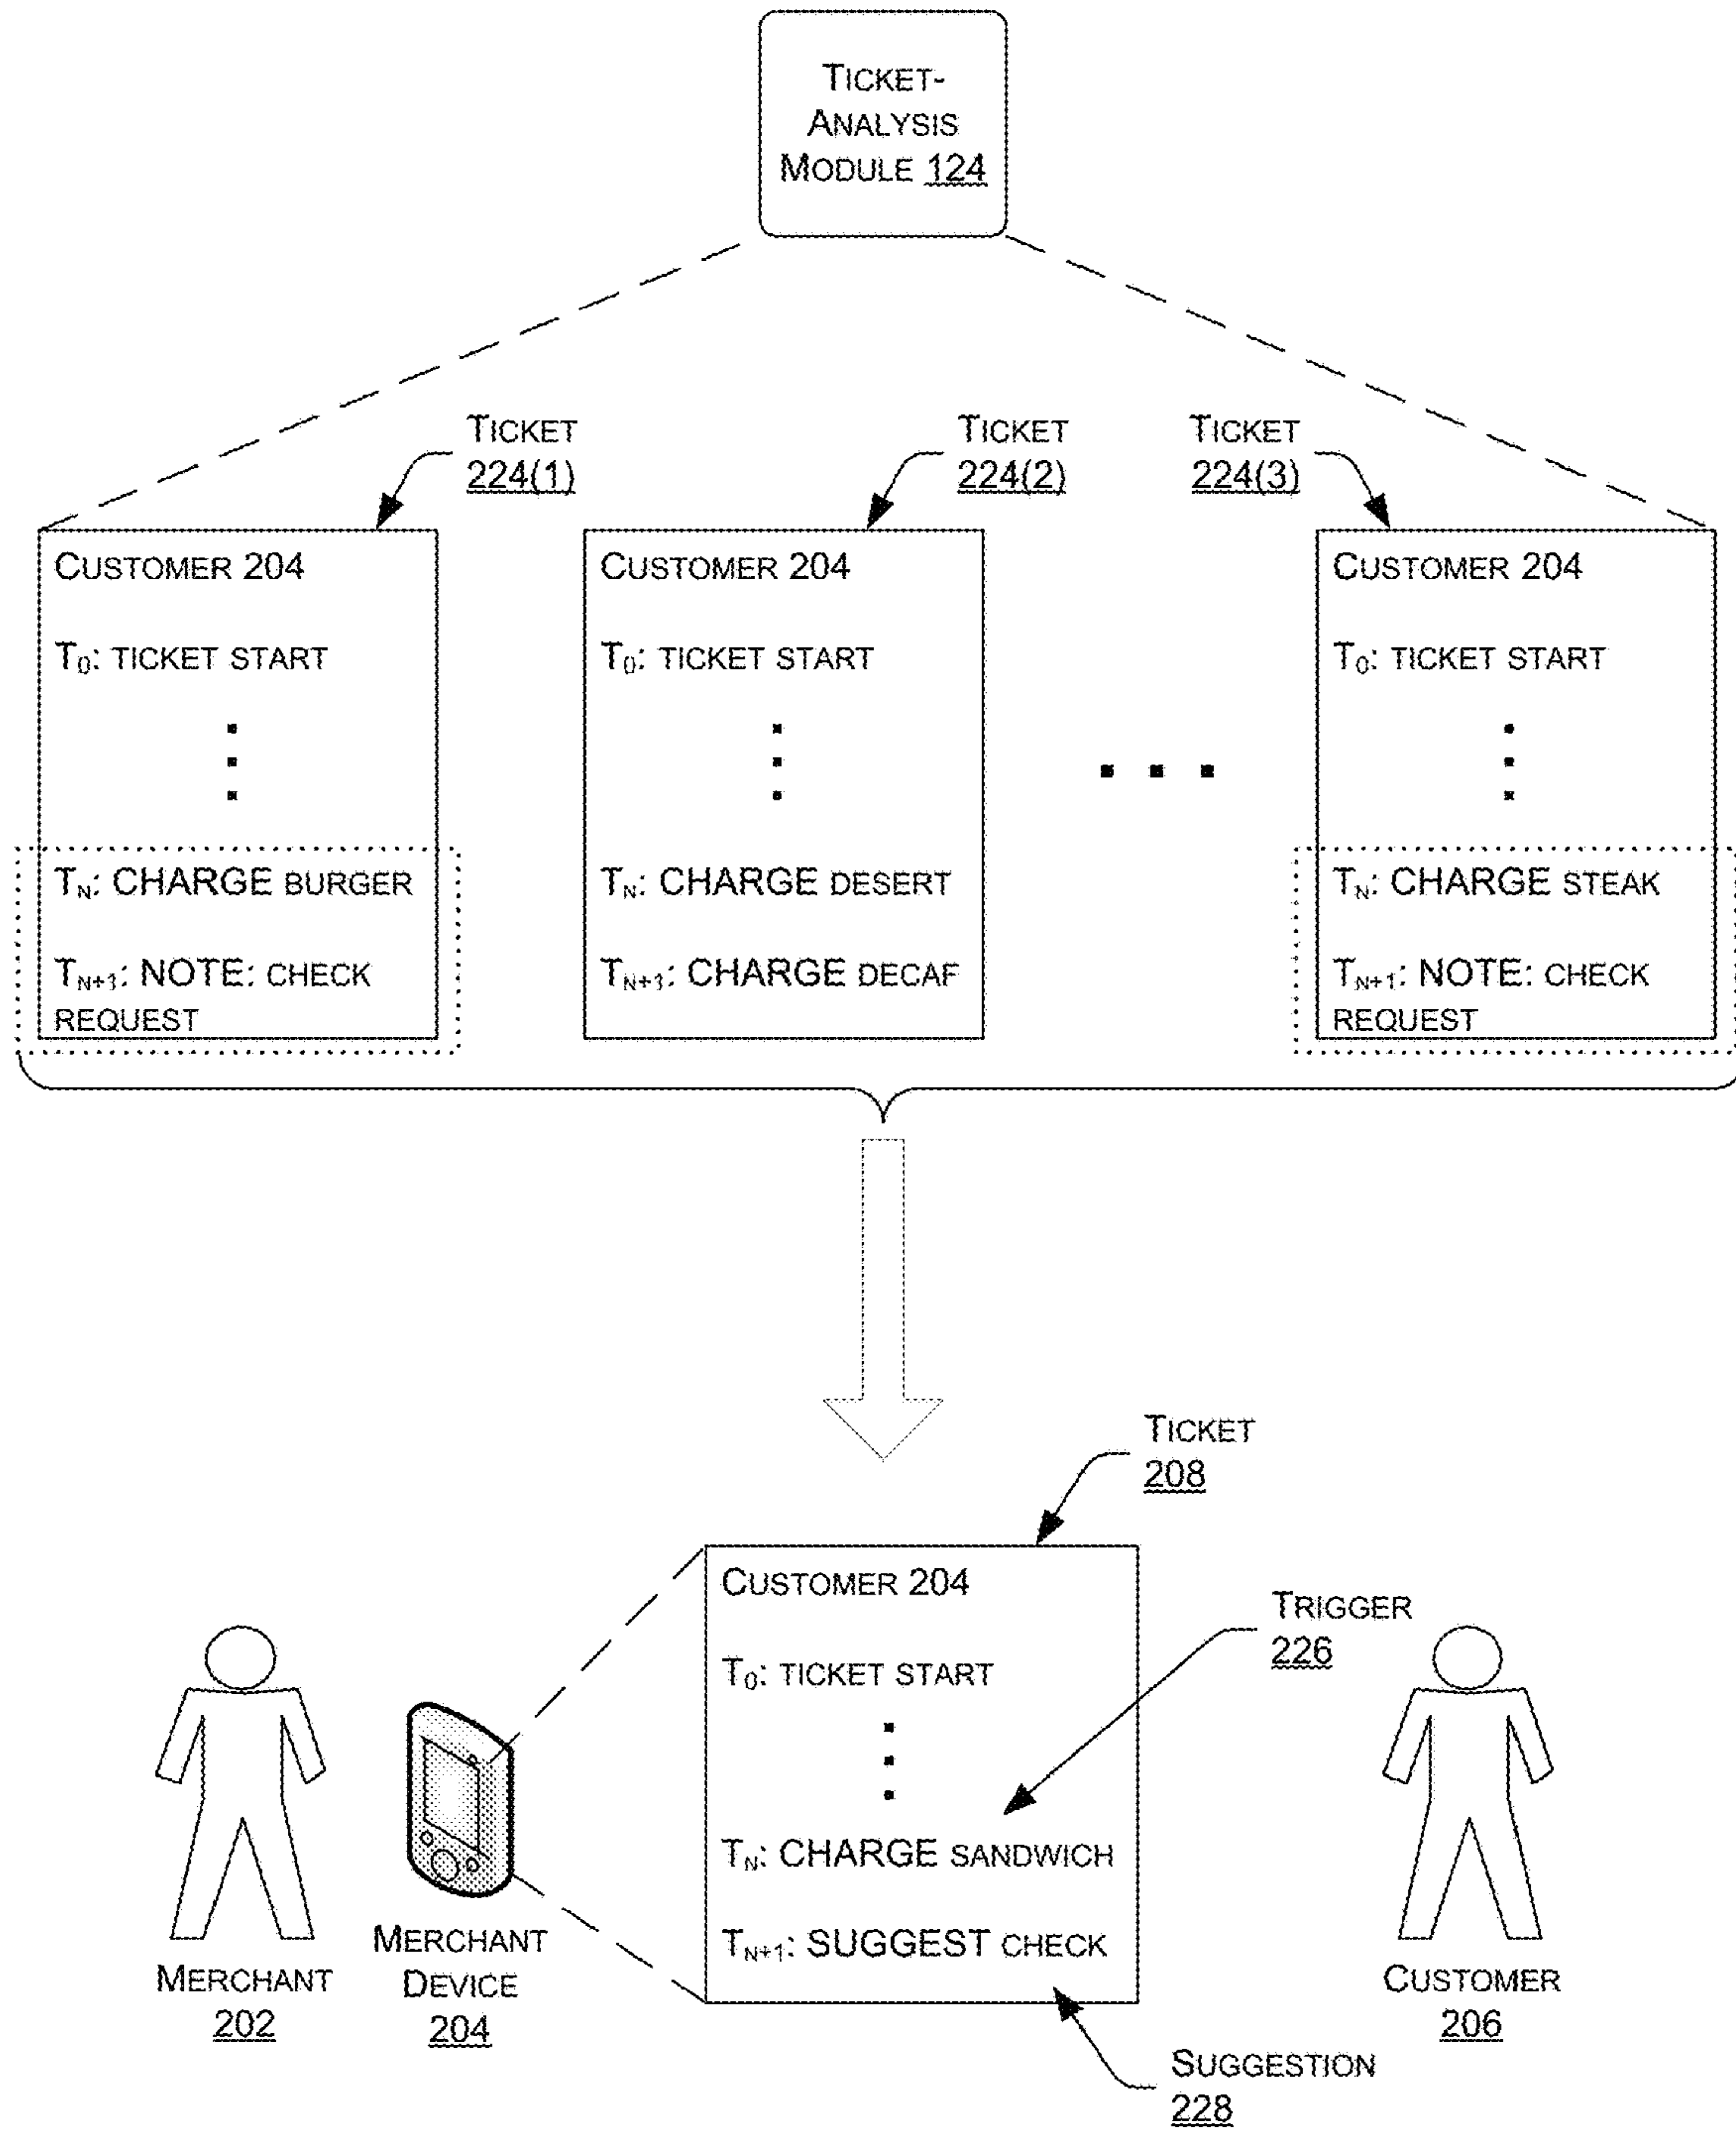 TICKET-
ANALYSIS
MODULE 124
TICKET
224(1)
TICKET
224(2)
TICKET
224(3)
CUSTOMER 204
T0: TICKET START
TN: CHARGE BURGER
TN+1: NOTE: CHECK
REQUEST
CUSTOMER 204
T0: TICKET START
TN: CHARGE DESERT
TN+1: CHARGE DECAF
CUSTOMER 204
T0: TICKET START
TN: CHARGE STEAK
TN+1: NOTE: CHECK
REQUEST
TICKET
208
CUSTOMER 204
T0: TICKET START
TN: CHARGE SANDWICH
TN+1: SUGGEST CHECK
TRIGGER
226
MERCHANT
202
MERCHANT
DEVICE
204
CUSTOMER
206
SUGGESTION
228